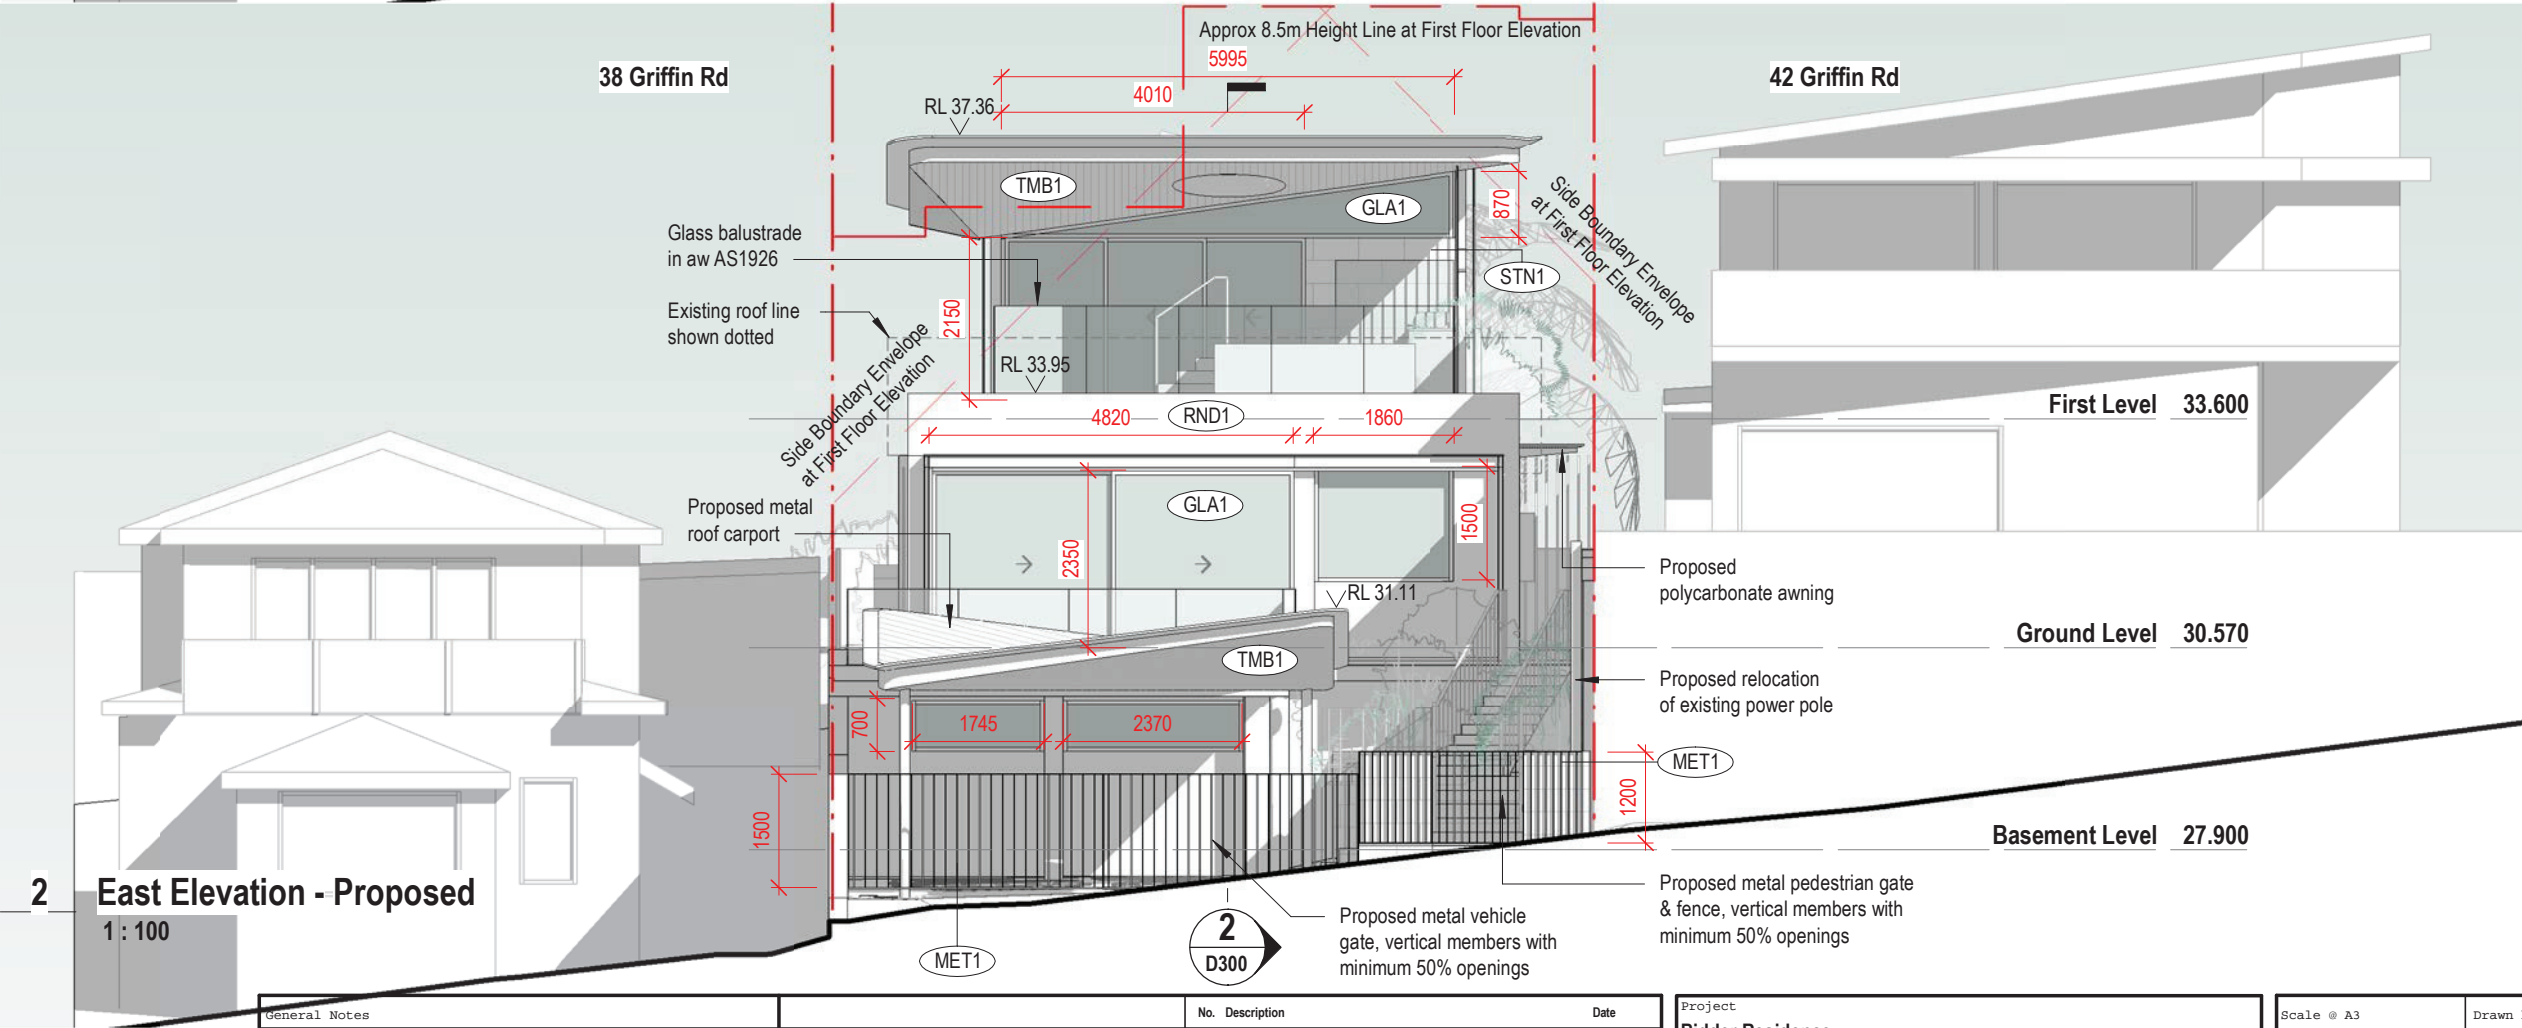 Approx 8.5m Height Line at First Floor Elevation
5995
38 Griffin Rd
42 Griffin Rd
4010
RL 37.36
TMB1
GLA1
870
Side Boundary Envelope
at First Floor Elevation
Glass balustrade
in aw AS1926
STN1
Existing roof line
shown dotted
2150
Side Boundary Envelope
at First Floor Elevation
RL 33.95
First Level 33.600
4820
RND1
1860
Proposed metal
roof carport
GLA1
1500
2350
RL 31.11
Proposed
polycarbonate awning
Ground Level 30.570
TMB1
Proposed relocation
of existing power pole
700
1745
2370
MET1
1200
1500
Basement Level 27.900
2 East Elevation - Proposed
1 : 100
Proposed metal pedestrian gate
& fence, vertical members with
minimum 50% openings
Proposed metal vehicle
gate, vertical members with
minimum 50% openings
2
D300
MET1
General Notes
No. Description
Date
Project
Scale @ A3
Drawn